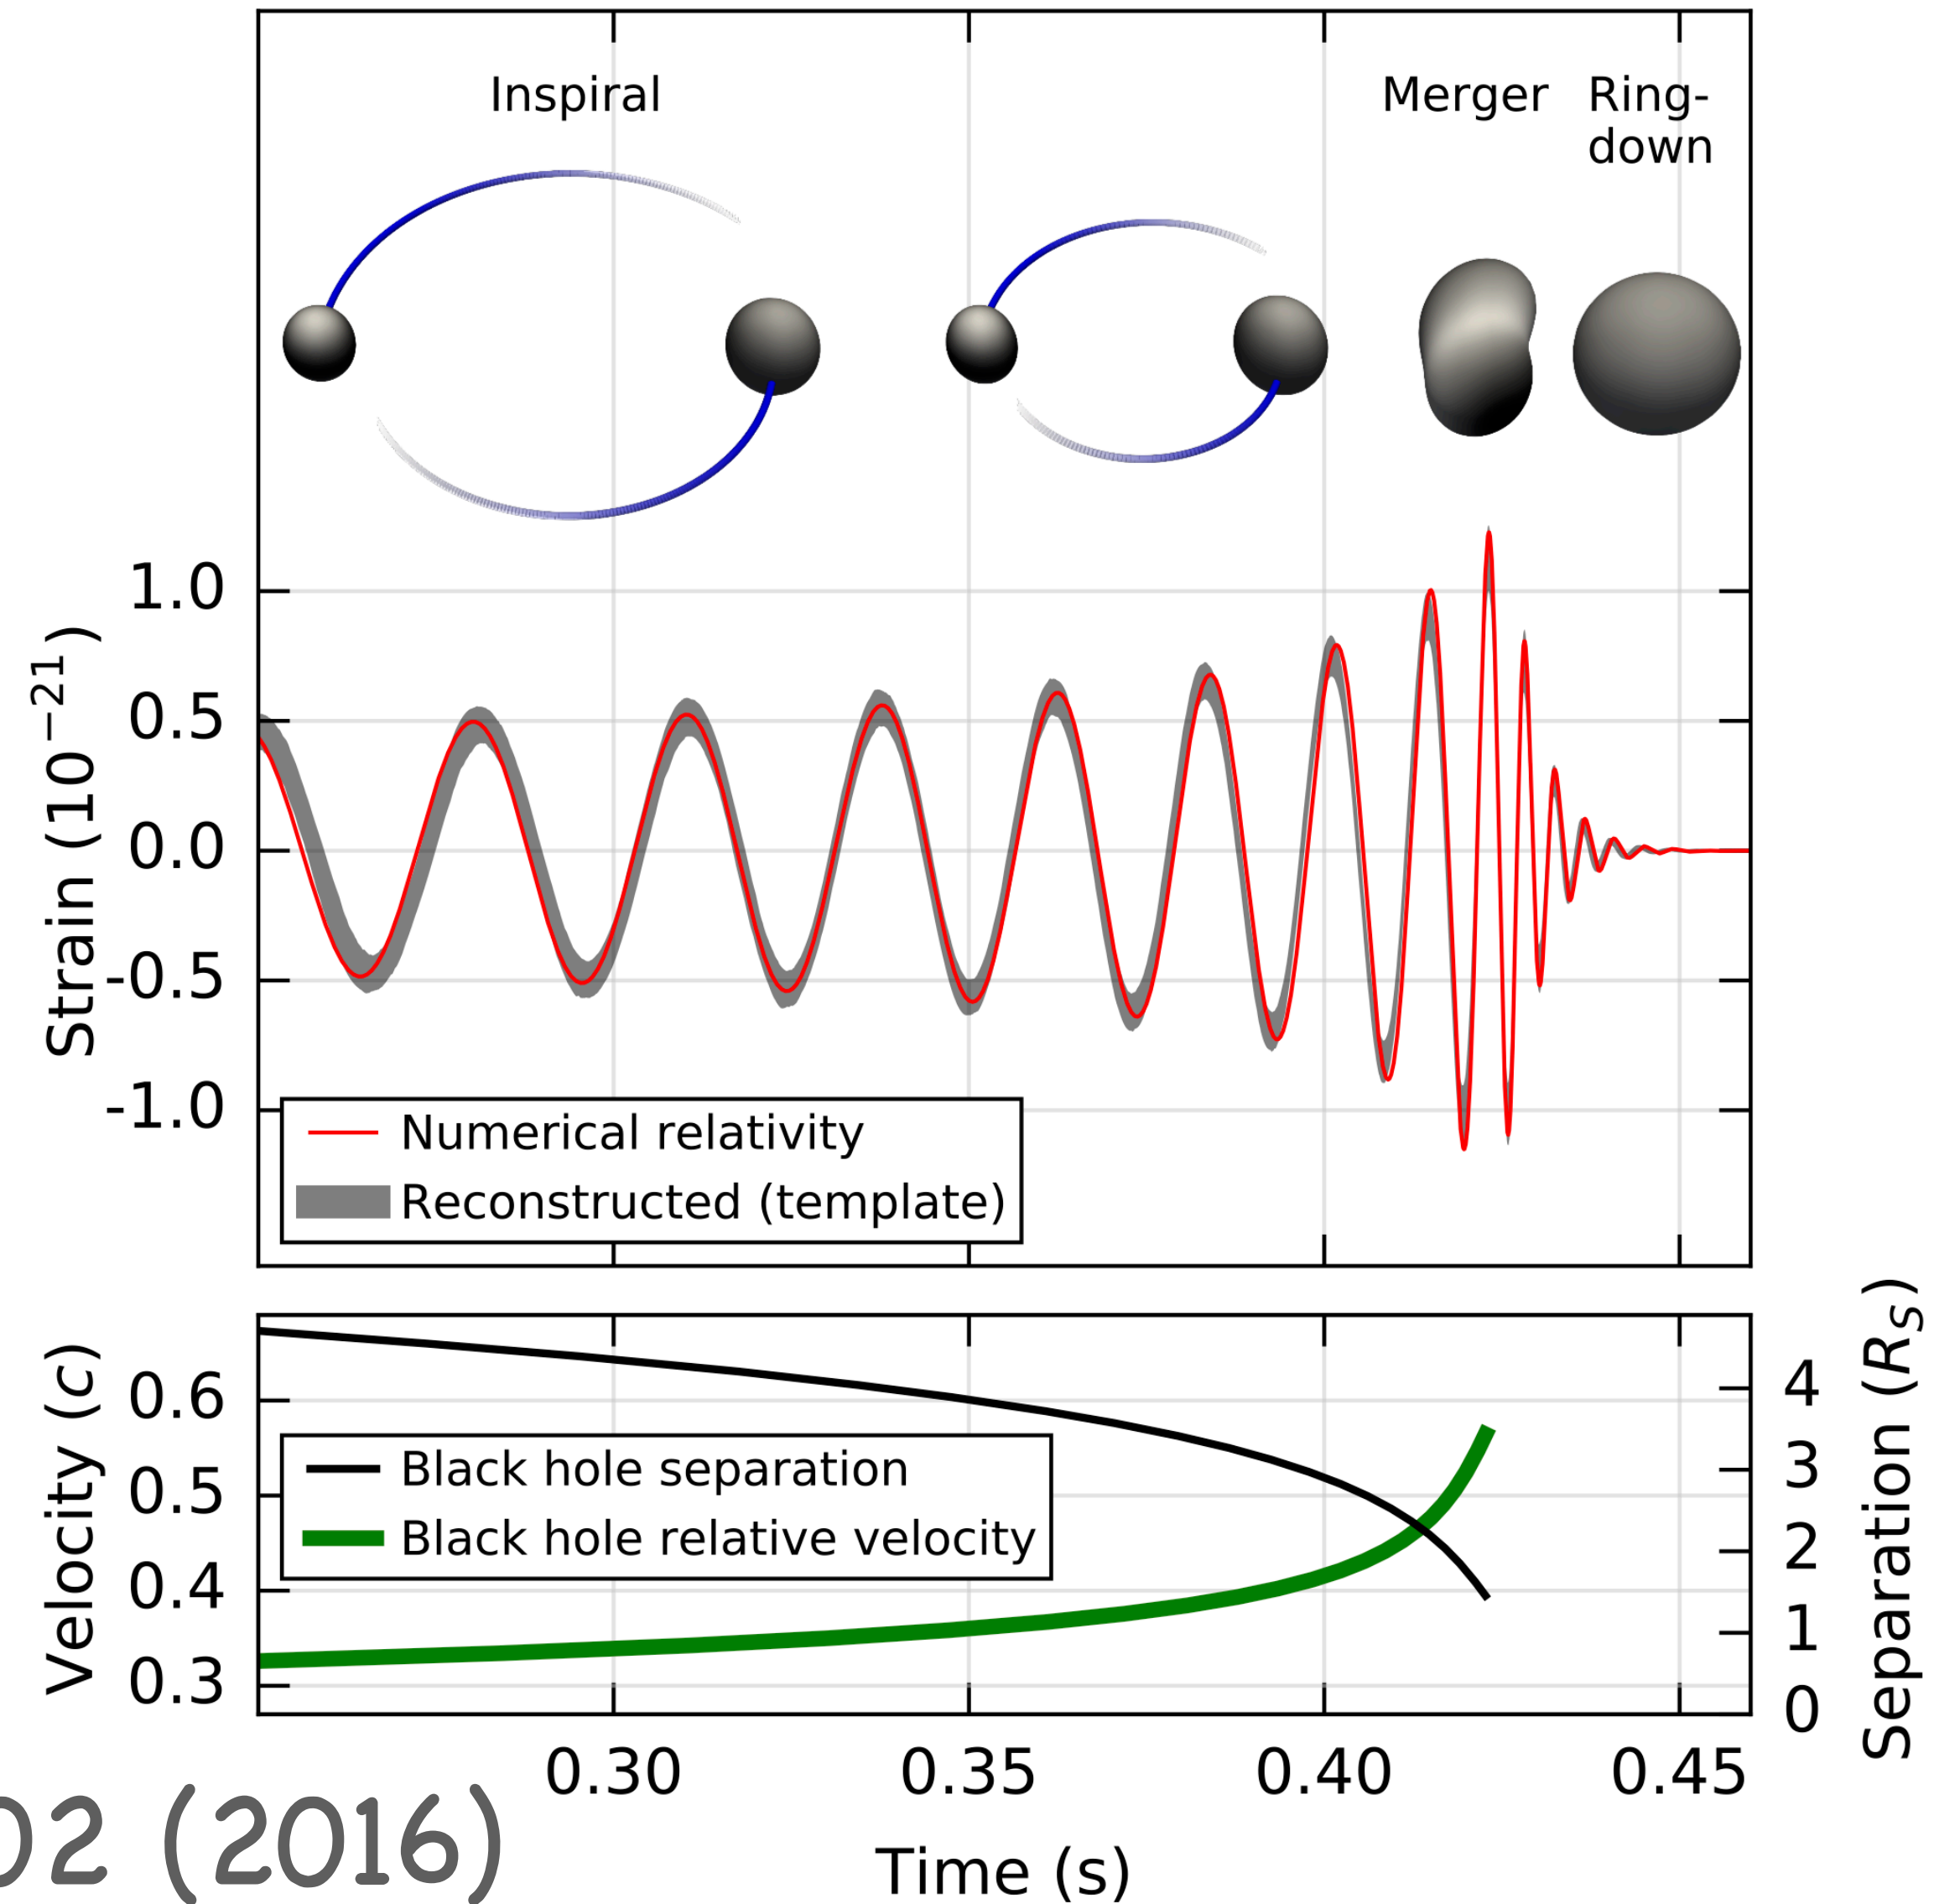 Inspiral
Merger
Ring-
down
Strain (10⁻²¹)
1.0
0.5
0.0
-0.5
-1.0
Numerical relativity
Reconstructed (template)
Velocity (c)
0.6
0.5
0.4
0.3
Black hole separation
Black hole relative velocity
4
3
2
1
0
Separation (Rₛ)
0.30 0.35 0.40 0.45
Time (s)
02 (2016)